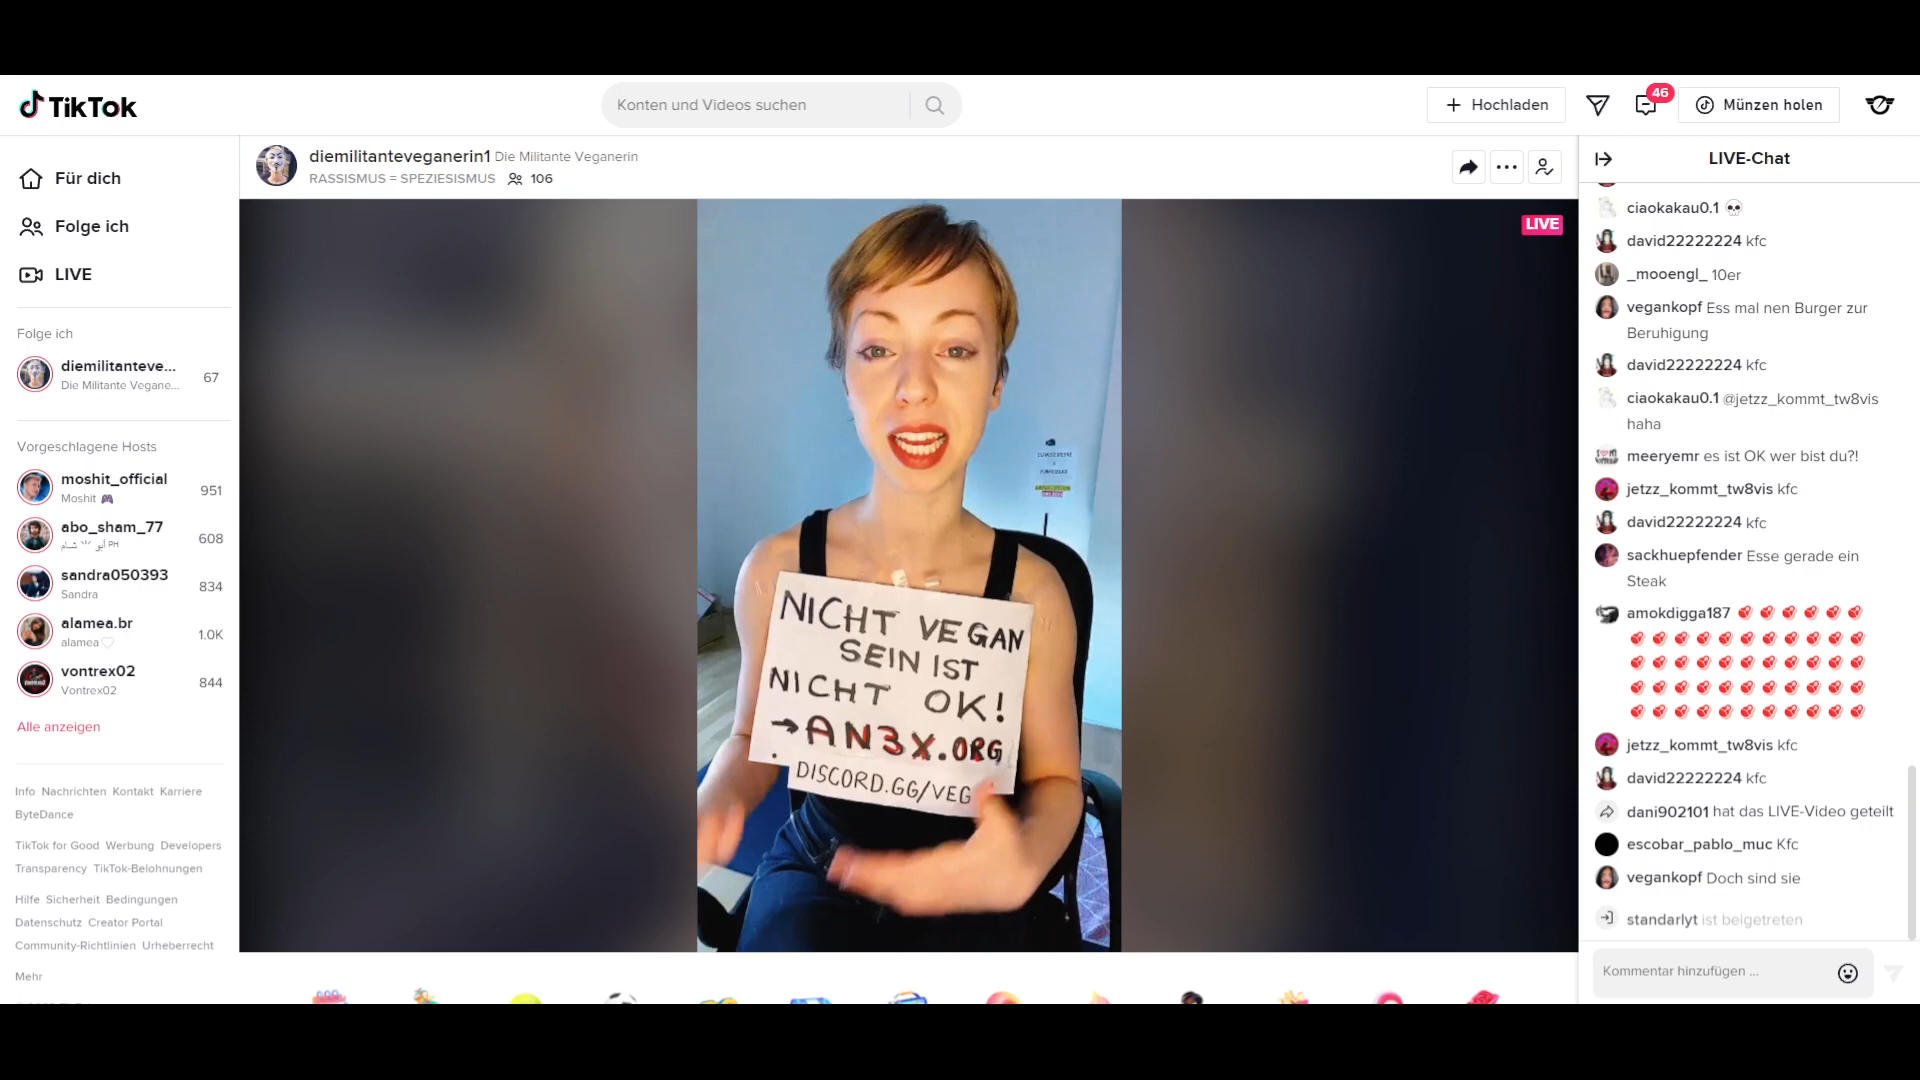 TikTok
Konten und Videos suchen
Hochladen
46
Münzen holen
Für dich
Folge ich
LIVE
Folge ich
diemilitanteve...
Die Militante Vegane...
67
Vorgeschlagene Hosts
moshit_official
Moshit 🎮
951
abo_sham_77
608
sandra050393
Sandra
834
alamea.br
alamea🤍
1.0K
vontrex02
Vontrex02
844
Alle anzeigen
Info Nachrichten Kontakt Karriere
ByteDance
TikTok for Good Werbung Developers
Transparency TikTok-Belohnungen
Hilfe Sicherheit Bedingungen
Datenschutz Creator Portal
Community-Richtlinien Urheberrecht
Mehr
diemilitanteveganerin1 Die Militante Veganerin
RASSISMUS = SPEZIESISMUS 106
LIVE
NICHT VEGAN
SEIN IST
NICHT OK!
→AN3X.ORG
DISCORD.GG/VEG
LIVE-Chat
ciaokakau0.1 💀
david22222224 kfc
_mooengl_ 10er
vegankopf Ess mal nen Burger zur
Beruhigung
david22222224 kfc
ciaokakau0.1 @jetzz_kommt_tw8vis
haha
meeryemr es ist OK wer bist du?!
jetzz_kommt_tw8vis kfc
david22222224 kfc
sackhuepfender Esse gerade ein
Steak
amokdigga187 🥩🥩🥩🥩🥩🥩
🥩🥩🥩🥩🥩🥩🥩🥩🥩🥩🥩
🥩🥩🥩🥩🥩🥩🥩🥩🥩🥩🥩
🥩🥩🥩🥩🥩🥩🥩🥩🥩🥩🥩
🥩🥩🥩🥩🥩🥩🥩🥩🥩🥩🥩
jetzz_kommt_tw8vis kfc
david22222224 kfc
dani902101 hat das LIVE-Video geteilt
escobar_pablo_muc Kfc
vegankopf Doch sind sie
standarlyt ist beigetreten
Kommentar hinzufügen ...